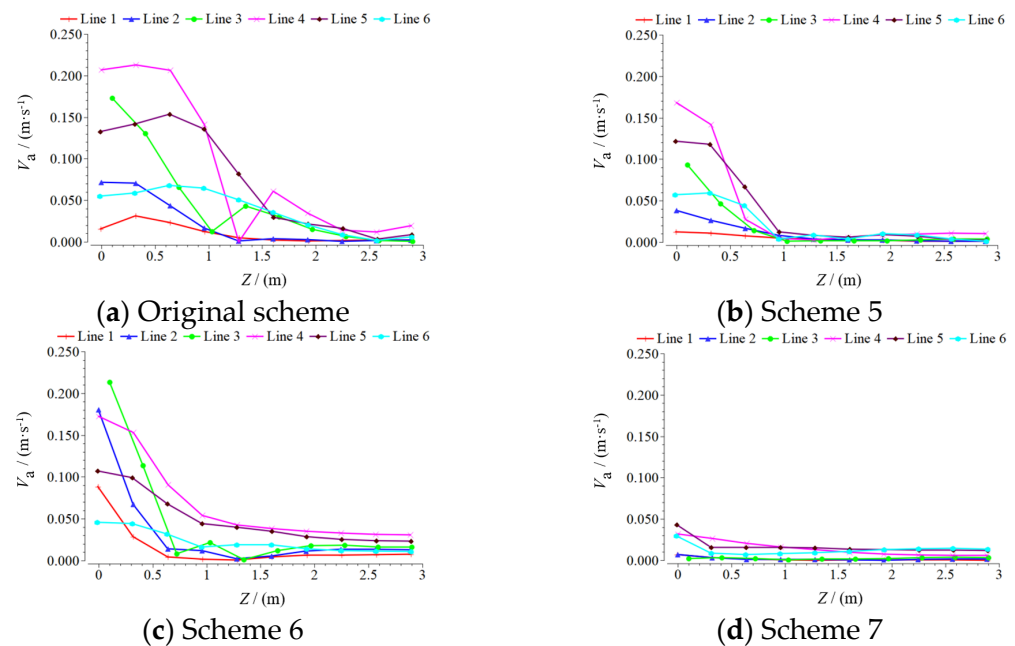 Line 1 Line 2 Line 3 Line 4 Line 5 Line 6
0.250
0.200
0.150
0.100
0.050
0.000
Va / (m·s-1)
0 0.5 1 1.5 2 2.5 3
Z / (m)
(a) Original scheme
Line 1 Line 2 Line 3 Line 4 Line 5 Line 6
0.250
0.200
0.150
0.100
0.050
0.000
Va / (m·s-1)
0 0.5 1 1.5 2 2.5 3
Z / (m)
(b) Scheme 5
Line 1 Line 2 Line 3 Line 4 Line 5 Line 6
0.250
0.200
0.150
0.100
0.050
0.000
Va / (m·s-1)
0 0.5 1 1.5 2 2.5 3
Z / (m)
(c) Scheme 6
Line 1 Line 2 Line 3 Line 4 Line 5 Line 6
0.250
0.200
0.150
0.100
0.050
0.000
Va / (m·s-1)
0 0.5 1 1.5 2 2.5 3
Z / (m)
(d) Scheme 7